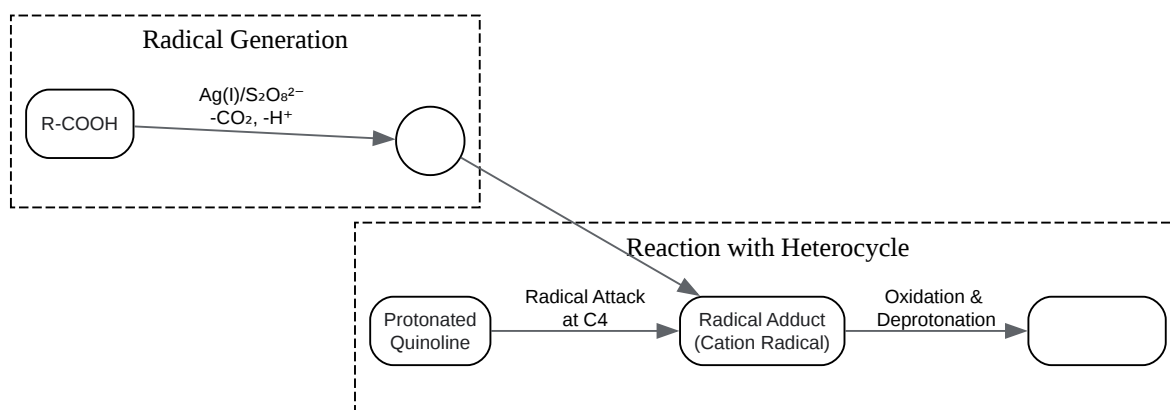 Radical Generation
R-COOH
Ag(I)/S₂O₈²⁻
-CO₂, -H⁺
Reaction with Heterocycle
Protonated
Quinoline
Radical Attack
at C4
Radical Adduct
(Cation Radical)
Oxidation &
Deprotonation